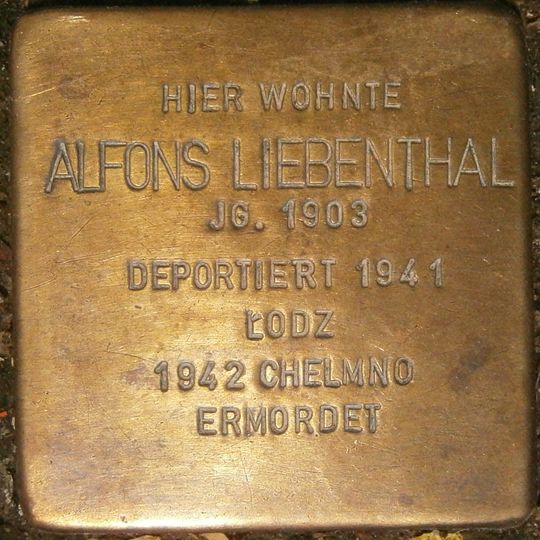 HIER WOHNTE
ALFONS LIEBENTHAL
JG. 1903
DEPORTIERT 1941
ŁODZ
1942 CHELMNO
ERMORDET